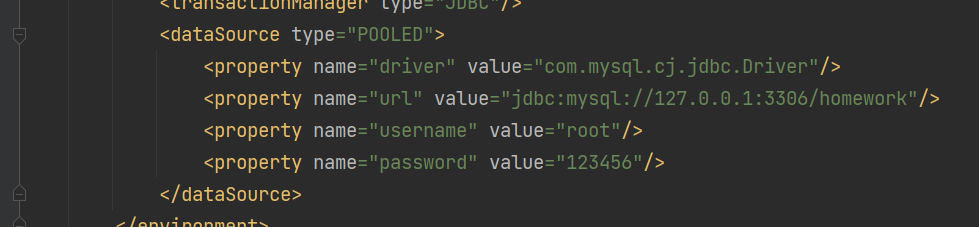 <transactionManager type="JDBC"/>
<dataSource type="POOLED">
<property name="driver" value="com.mysql.cj.jdbc.Driver"/>
<property name="url" value="jdbc:mysql://127.0.0.1:3306/homework"/>
<property name="username" value="root"/>
<property name="password" value="123456"/>
</dataSource>
</environment>